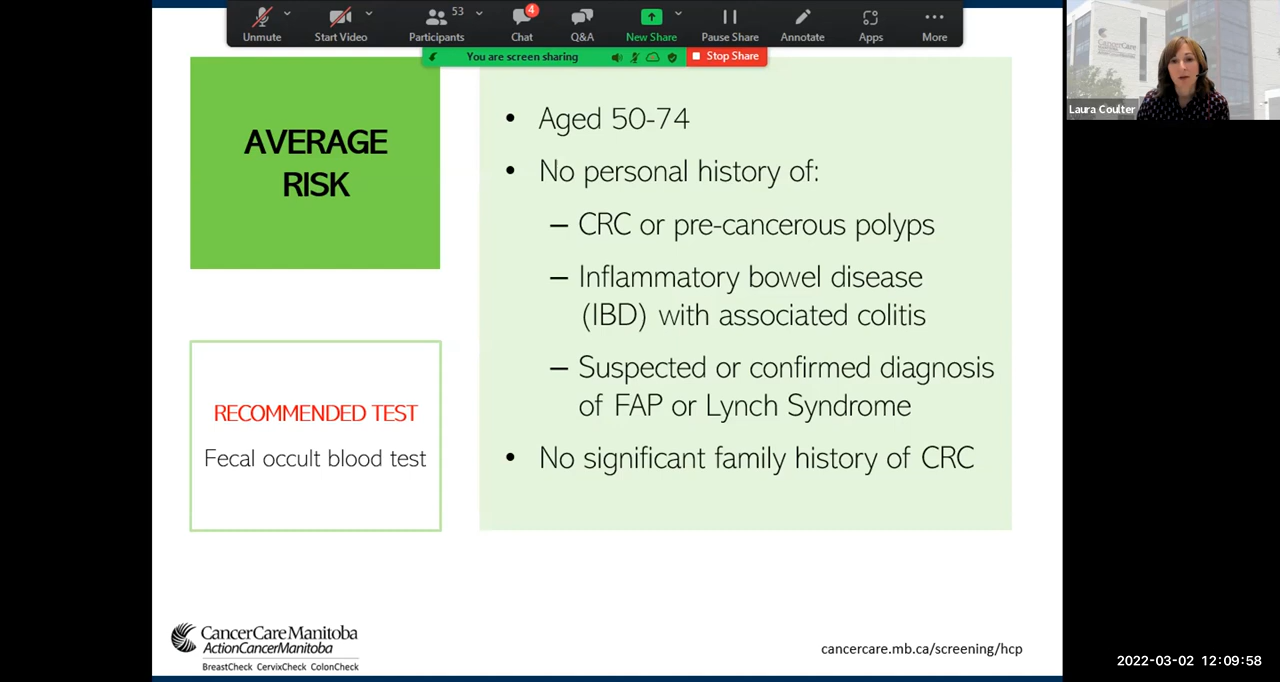 53
4
Unmute
Start Video
Participants
Chat
Q&A
New Share
Pause Share
Annotate
Apps
More
You are screen sharing
Stop Share
Laura Coulter
CancerCare
AVERAGE
RISK
RECOMMENDED TEST
Fecal occult blood test
• Aged 50-74
• No personal history of:
– CRC or pre-cancerous polyps
– Inflammatory bowel disease
(IBD) with associated colitis
– Suspected or confirmed diagnosis
of FAP or Lynch Syndrome
• No significant family history of CRC
CancerCare Manitoba
ActionCancerManitoba
BreastCheck CervixCheck ColonCheck
cancercare.mb.ca/screening/hcp
2022-03-02 12:09:58